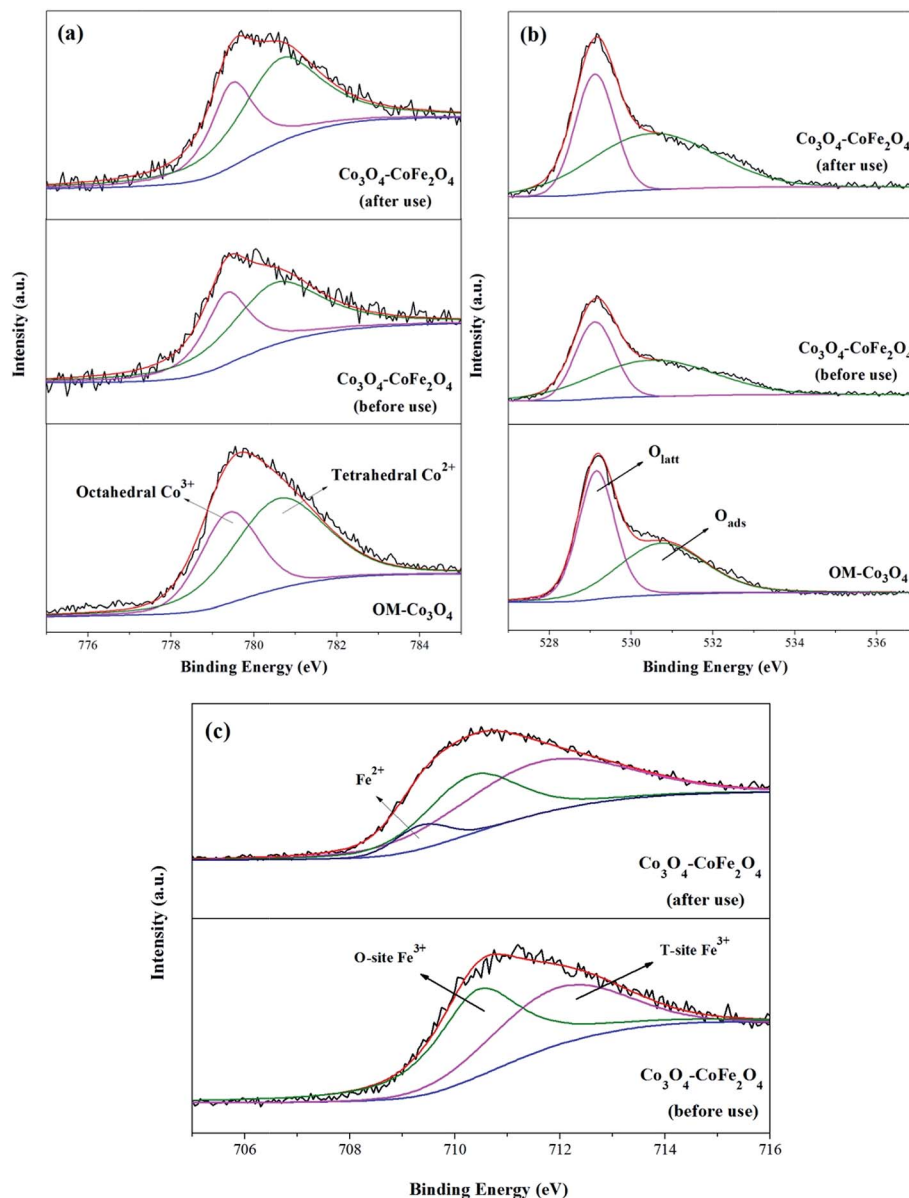 (a)
Co₃O₄-CoFe₂O₄
(after use)
Co₃O₄-CoFe₂O₄
(before use)
Octahedral Co³⁺
Tetrahedral Co²⁺
OM-Co₃O₄
Intensity (a.u.)
776 778 780 782 784
Binding Energy (eV)
(b)
Co₃O₄-CoFe₂O₄
(after use)
Co₃O₄-CoFe₂O₄
(before use)
O_latt
O_ads
OM-Co₃O₄
Intensity (a.u.)
528 530 532 534 536
Binding Energy (eV)
(c)
Fe²⁺
Co₃O₄-CoFe₂O₄
(after use)
O-site Fe³⁺
T-site Fe³⁺
Co₃O₄-CoFe₂O₄
(before use)
Intensity (a.u.)
706 708 710 712 714 716
Binding Energy (eV)